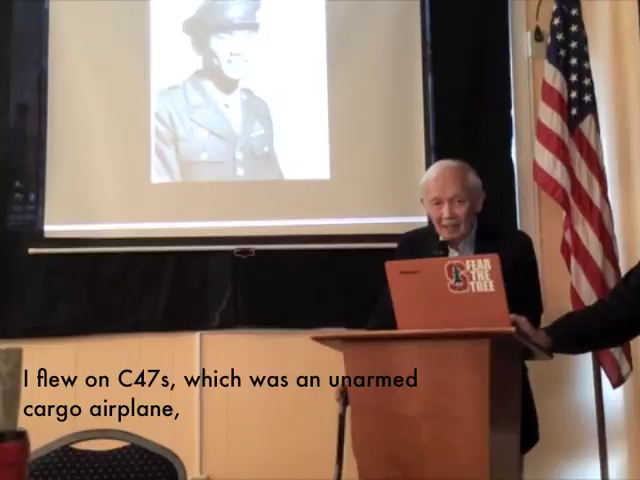 FEAR
THE
TREE
I flew on C47s, which was an unarmed
cargo airplane,